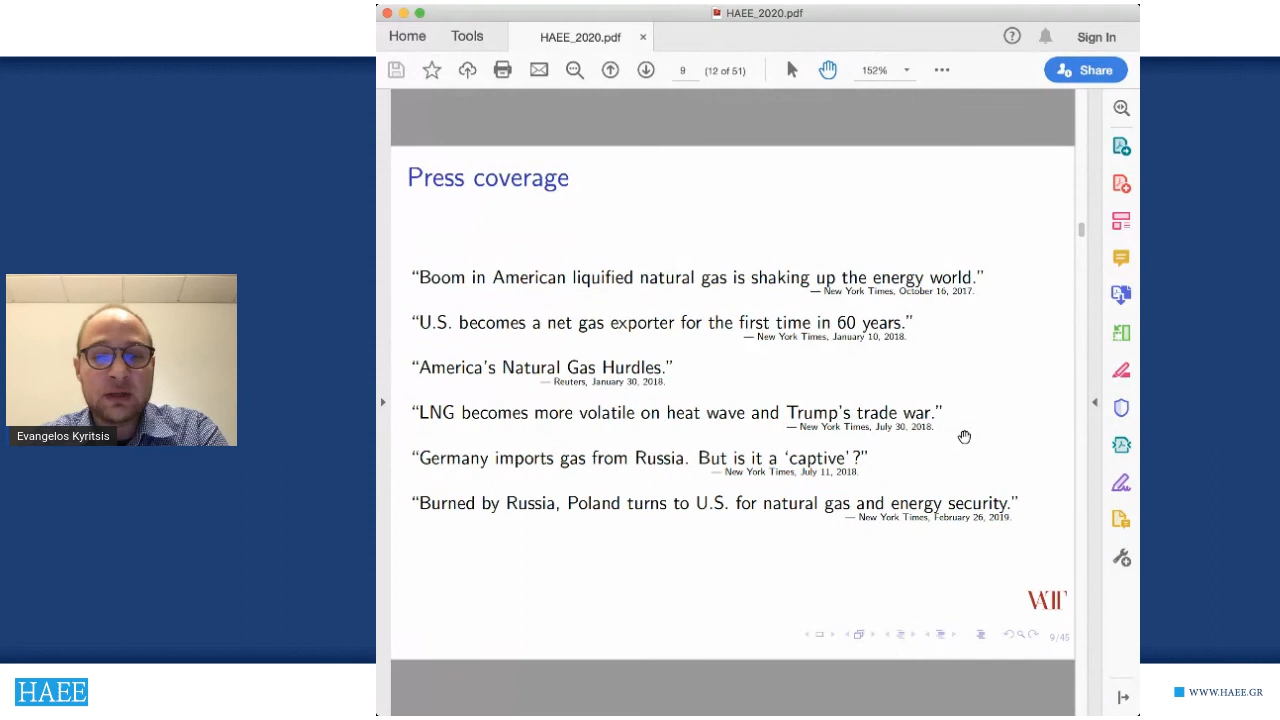 HAEE_2020.pdf
Home
Tools
HAEE_2020.pdf ×
Sign In
9 (12 of 51)
152%
Share
Press coverage
“Boom in American liquified natural gas is shaking up the energy world.”
— New York Times, October 16, 2017.
“U.S. becomes a net gas exporter for the first time in 60 years.”
— New York Times, January 10, 2018.
“America’s Natural Gas Hurdles.”
— Reuters, January 30, 2018.
“LNG becomes more volatile on heat wave and Trump’s trade war.”
— New York Times, July 30, 2018.
“Germany imports gas from Russia. But is it a ‘captive’?”
— New York Times, July 11, 2018.
“Burned by Russia, Poland turns to U.S. for natural gas and energy security.”
— New York Times, February 26, 2019.
9/45
Evangelos Kyritsis
HAEE
WWW.HAEE.GR